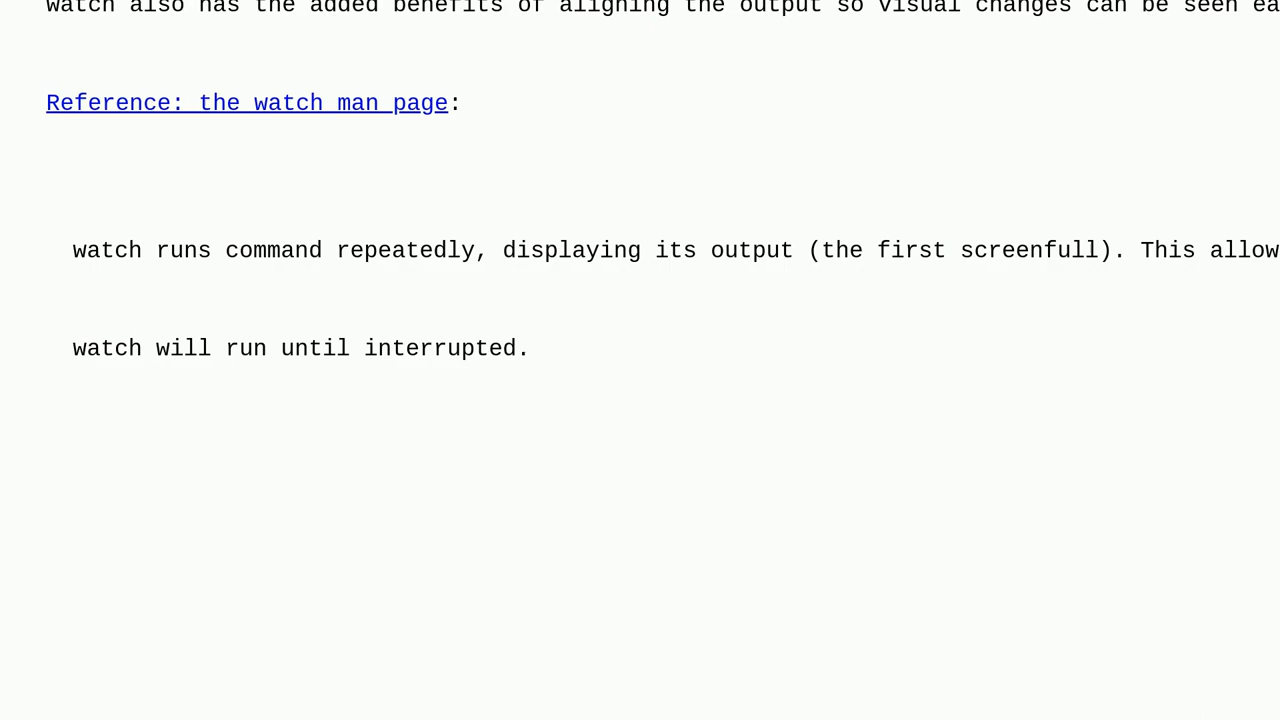 watch also has the added benefits of aligning the output so visual changes can be seen ea
Reference: the watch man page:
watch runs command repeatedly, displaying its output (the first screenfull). This allow
watch will run until interrupted.